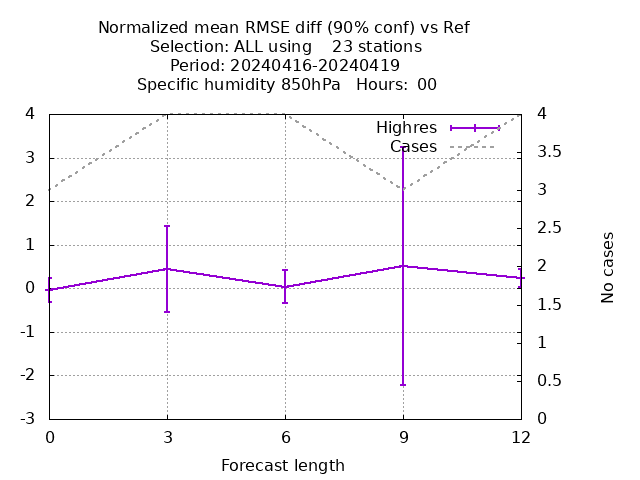 Normalized mean RMSE diff (90% conf) vs Ref
Selection: ALL using    23 stations
Period: 20240416-20240419
Specific humidity 850hPa   Hours:  00
Highres
Cases
4
3
2
1
0
-1
-2
-3
4
3.5
3
2.5
2
1.5
1
0.5
0
No cases
0 3 6 9 12
Forecast length